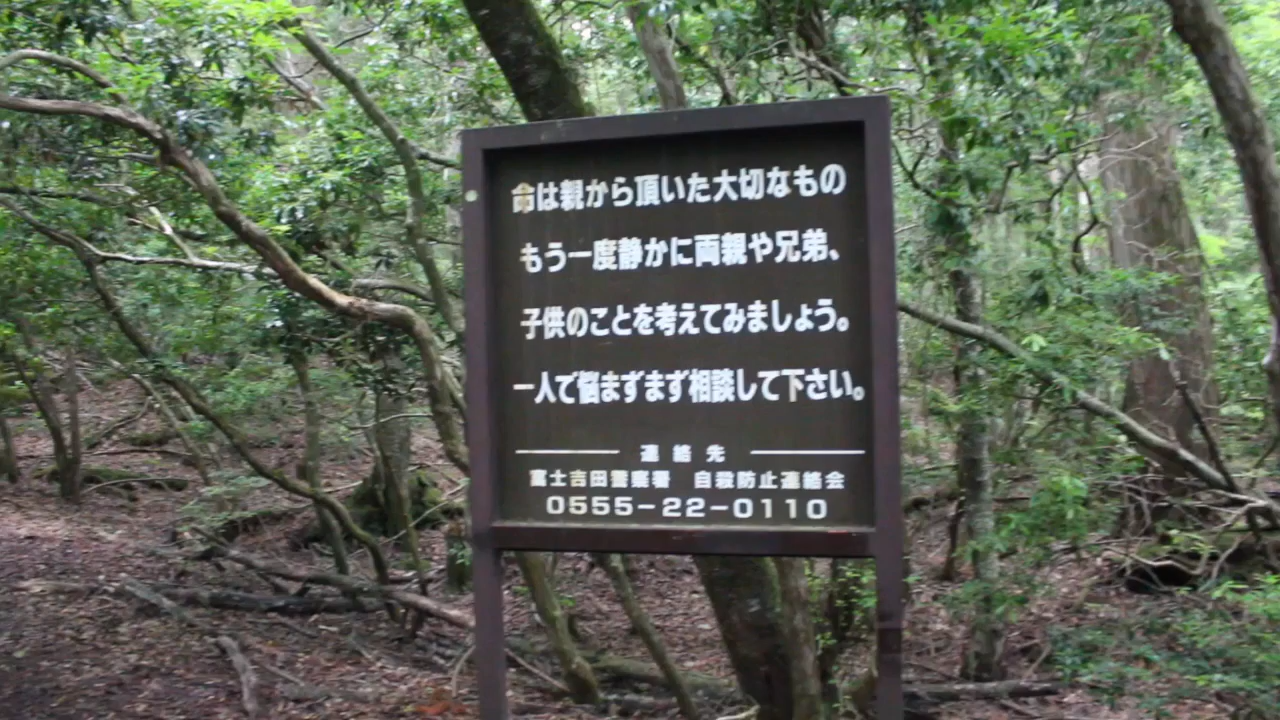 命は親から頂いた大切なもの
もう一度静かに両親や兄弟、
子供のことを考えてみましょう。
一人で悩まずまず相談して下さい。
連絡先
富士吉田警察署 自殺防止連絡会
0555-22-0110